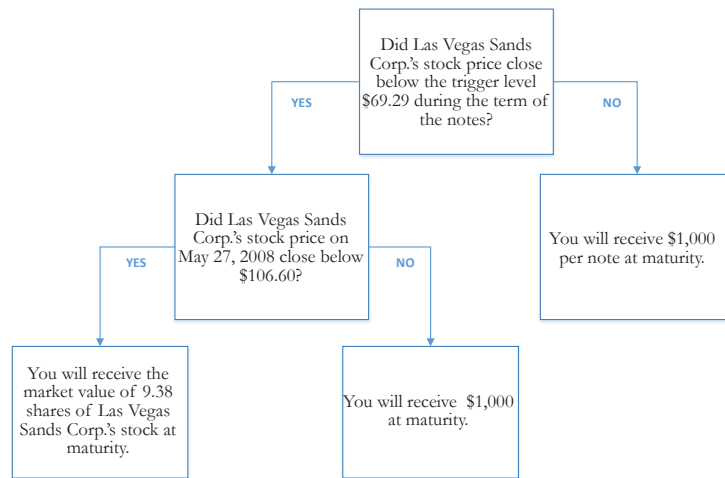 Did Las Vegas Sands
Corp.'s stock price close
below the trigger level
$69.29 during the term of
the notes?
YES
NO
Did Las Vegas Sands
Corp.'s stock price on
May 27, 2008 close below
$106.60?
You will receive $1,000
per note at maturity.
YES
NO
You will receive the
market value of 9.38
shares of Las Vegas
Sands Corp.'s stock at
maturity.
You will receive $1,000
at maturity.